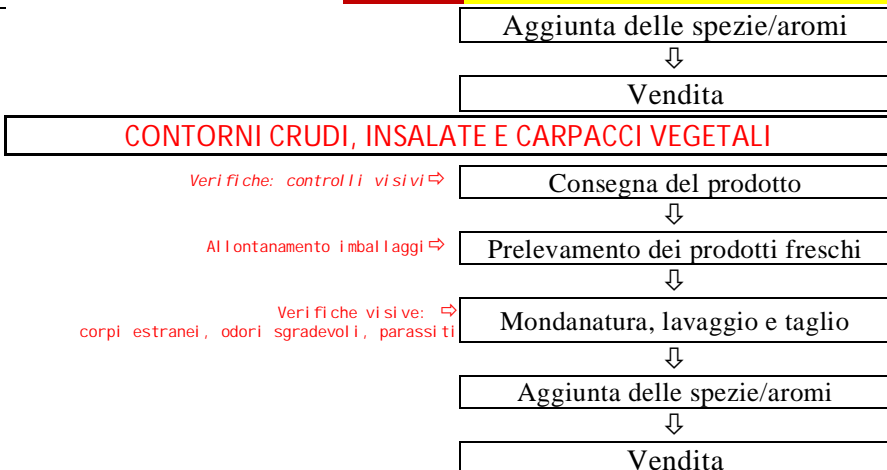 Aggiunta delle spezie/aromi
⇩
Vendita
CONTORNI CRUDI, INSALATE E CARPACCI VEGETALI
Verifiche: controlli visivi⇨ Consegna del prodotto
⇩
Allontanamento imballaggi⇨ Prelevamento dei prodotti freschi
⇩
Verifiche visive: ⇨
corpi estranei, odori sgradevoli, parassiti
Mondanatura, lavaggio e taglio
⇩
Aggiunta delle spezie/aromi
⇩
Vendita